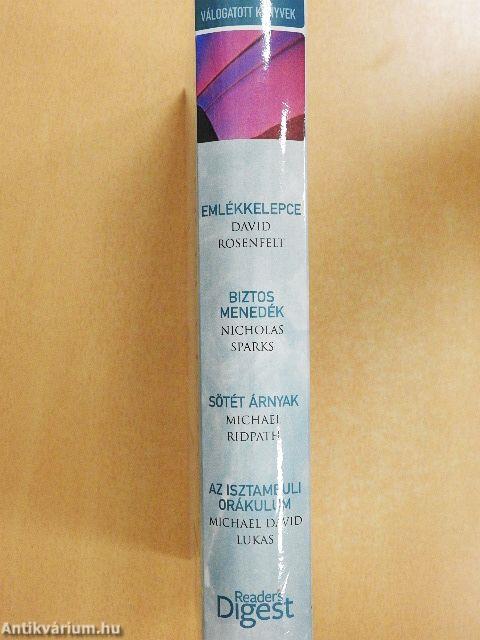 VÁLOGATOTT KÖNYVEK
EMLÉKKELEPCE
DAVID
ROSENFELT
BIZTOS
MENEDÉK
NICHOLAS
SPARKS
SÖTÉT ÁRNYAK
MICHAEL
RIDPATH
AZ ISZTAMBULI
ORÁKULUM
MICHAEL DAVID
LUKAS
Reader's
Digest
Antikvárium.hu